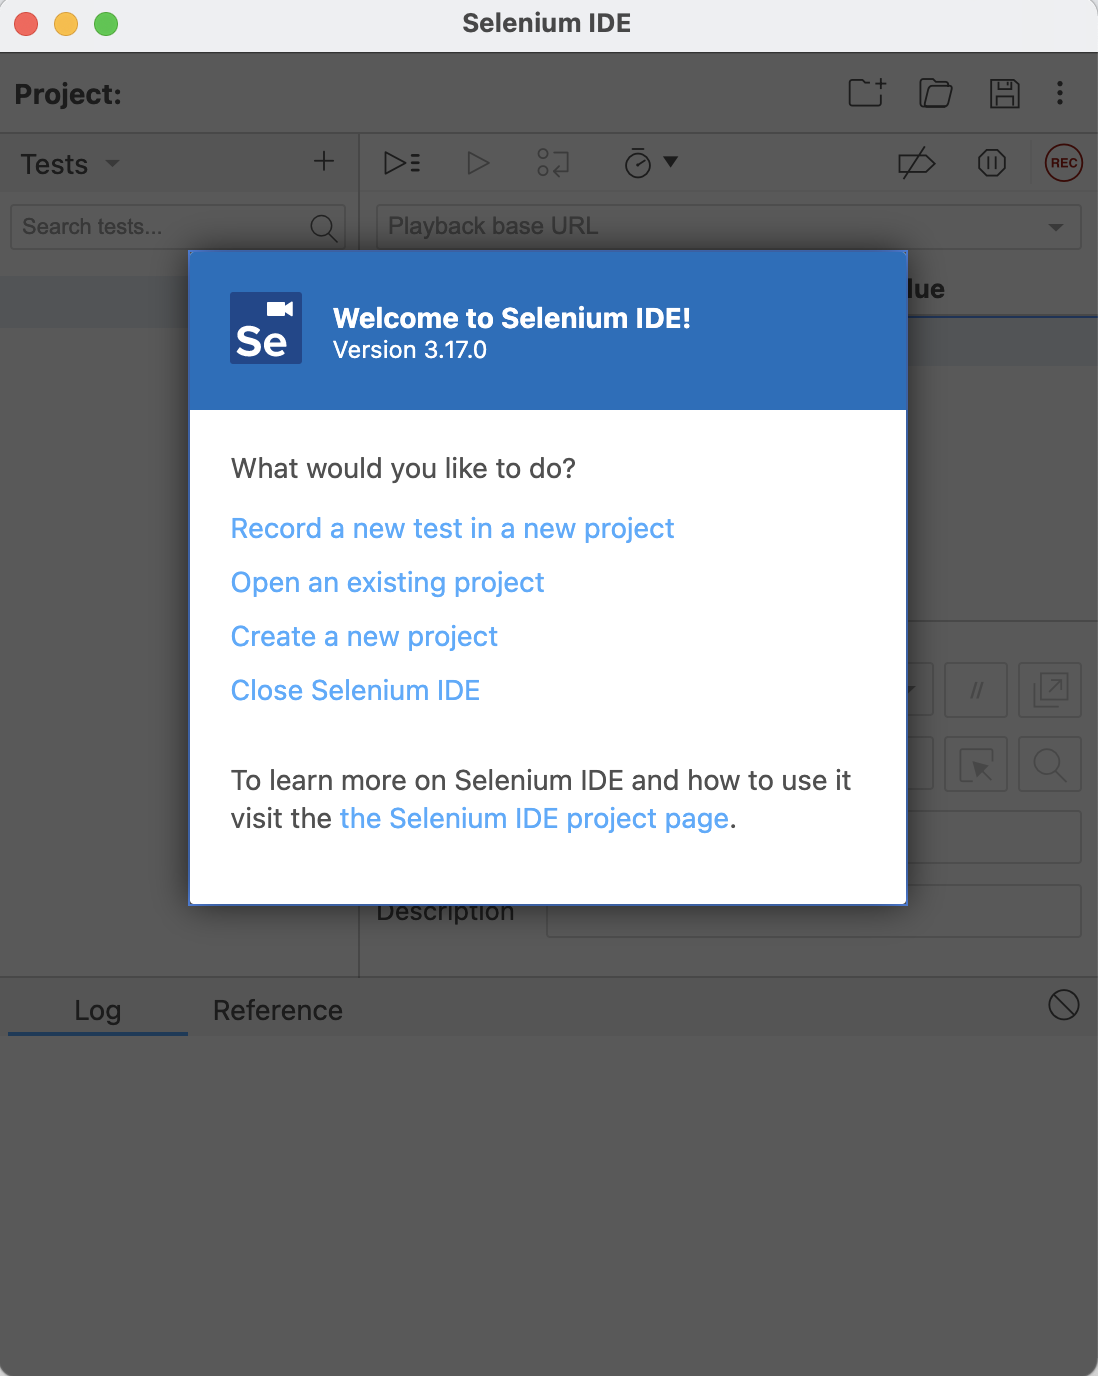 Selenium IDE
Project:
Tests
REC
Search tests...
Playback base URL
lue
Se
Welcome to Selenium IDE!
Version 3.17.0
What would you like to do?
Record a new test in a new project
Open an existing project
Create a new project
Close Selenium IDE
//
To learn more on Selenium IDE and how to use it
visit the the Selenium IDE project page.
Description
Log
Reference